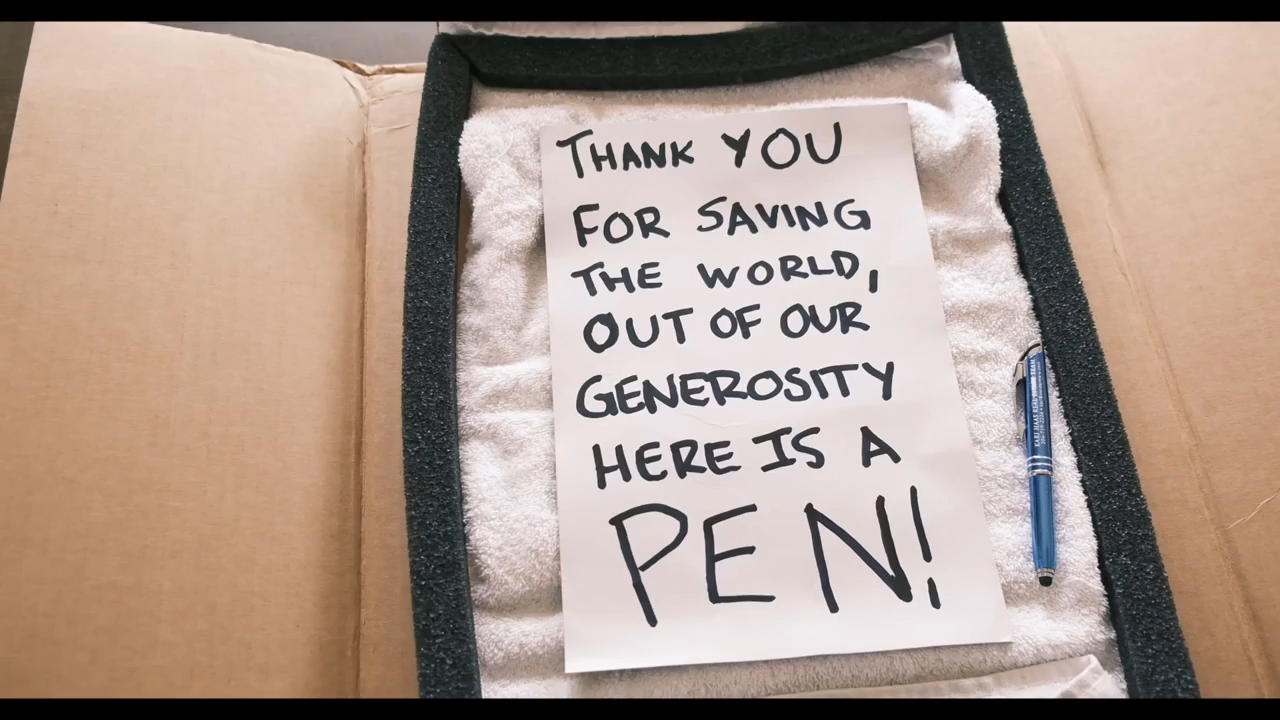 THANK YOU
FOR SAVING
THE WORLD,
OUT OF OUR
GENEROSITY
HERE IS A
PEN!